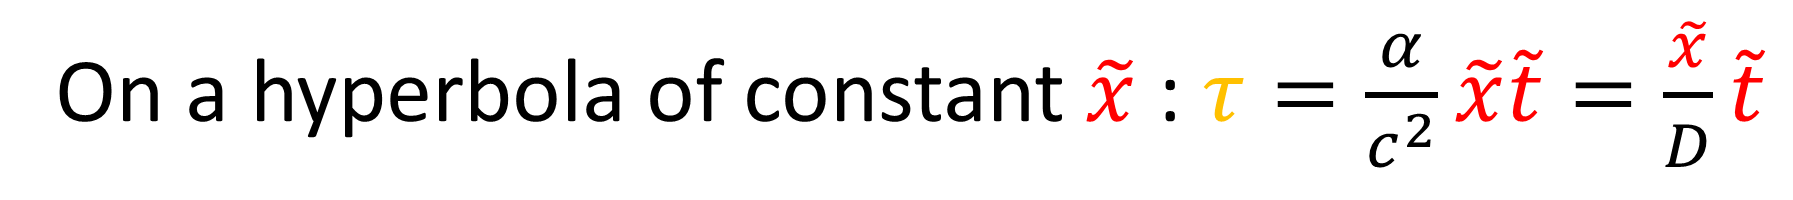 On a hyperbola of constant x̃ : τ = α/c² x̃t̃ = x̃/D t̃